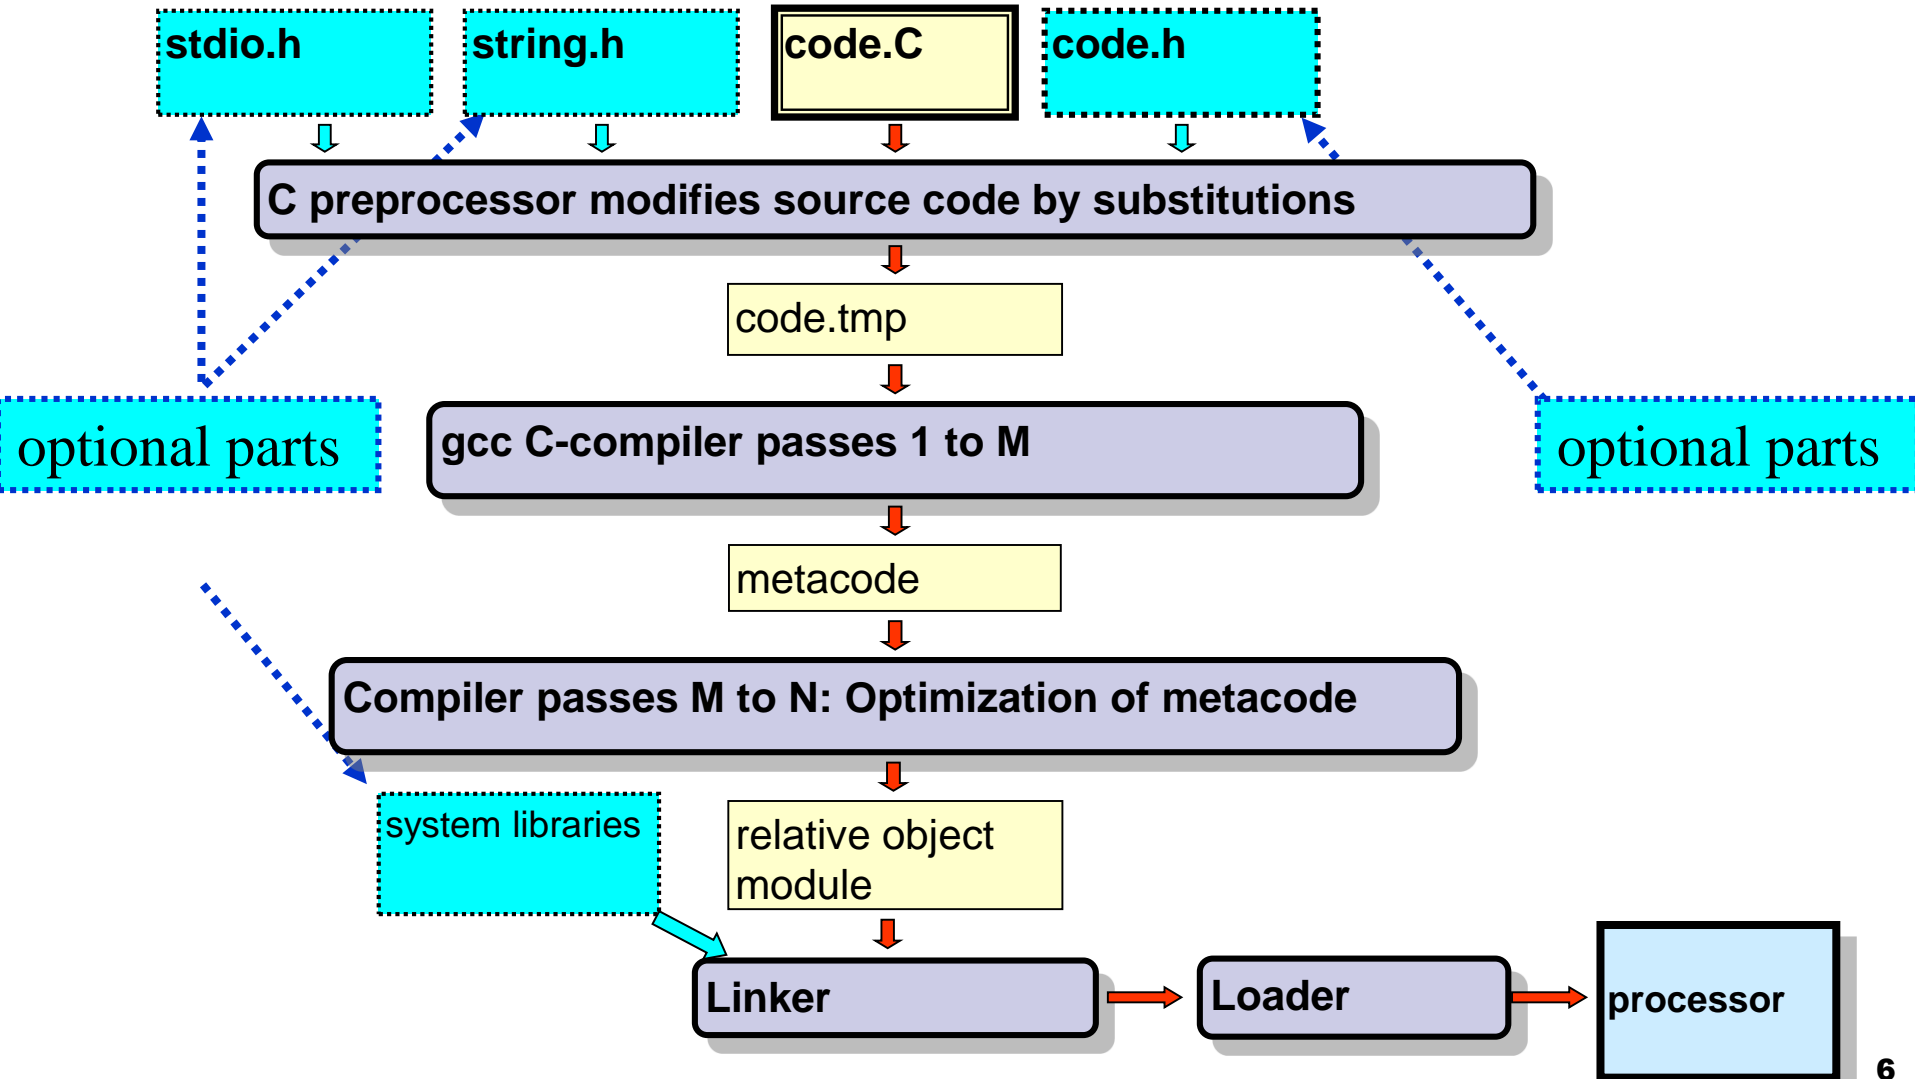 stdio.h
string.h
code.C
code.h
C preprocessor modifies source code by substitutions
code.tmp
optional parts
gcc C-compiler passes 1 to M
optional parts
metacode
Compiler passes M to N: Optimization of metacode
system libraries
relative object
module
Linker
Loader
processor
6